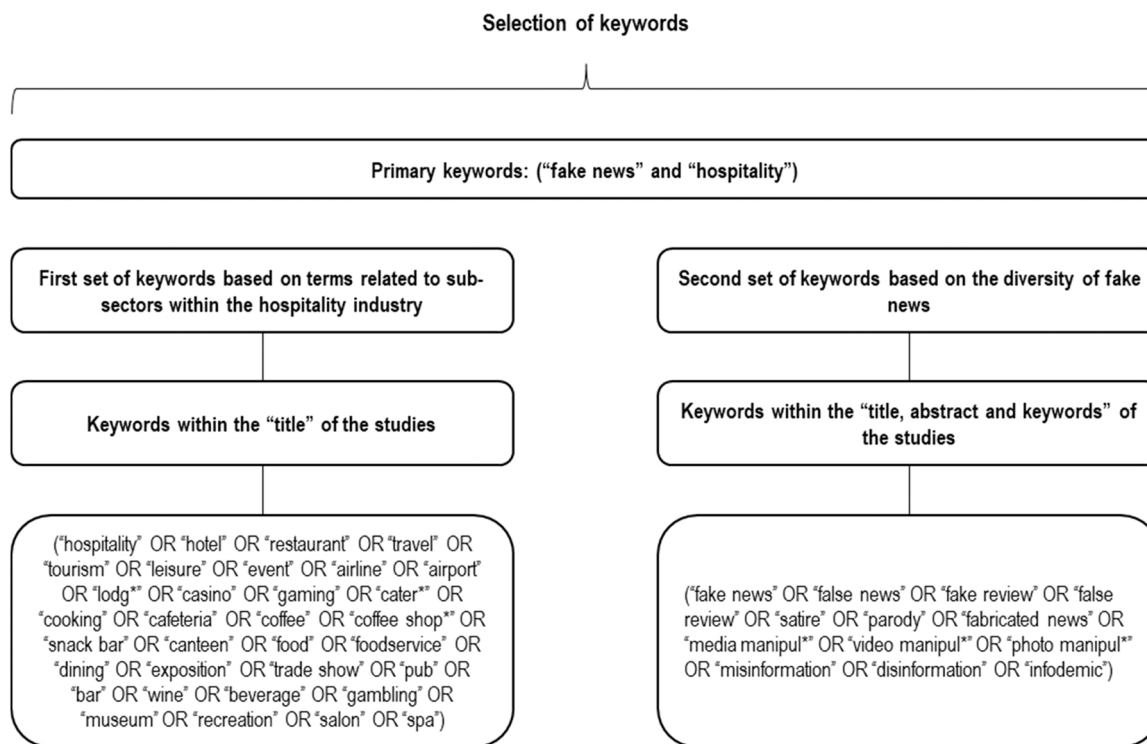 Selection of keywords
Primary keywords: (“fake news” and “hospitality”)
First set of keywords based on terms related to sub-
sectors within the hospitality industry
Keywords within the “title” of the studies
(“hospitality” OR “hotel” OR “restaurant” OR “travel” OR
“tourism” OR “leisure” OR “event” OR “airline” OR “airport”
OR “lodg*” OR “casino” OR “gaming” OR “cater*” OR
“cooking” OR “cafeteria” OR “coffee” OR “coffee shop*” OR
“snack bar” OR “canteen” OR “food” OR “foodservice” OR
“dining” OR “exposition” OR “trade show” OR “pub” OR
“bar” OR “wine” OR “beverage” OR “gambling” OR
“museum” OR “recreation” OR “salon” OR “spa”)
Second set of keywords based on the diversity of fake
news
Keywords within the “title, abstract and keywords” of
the studies
(“fake news” OR “false news” OR “fake review” OR “false
review” OR “satire” OR “parody” OR “fabricated news” OR
“media manipul*” OR “video manipul*” OR “photo manipul*”
OR “misinformation” OR “disinformation” OR “infodemic”)